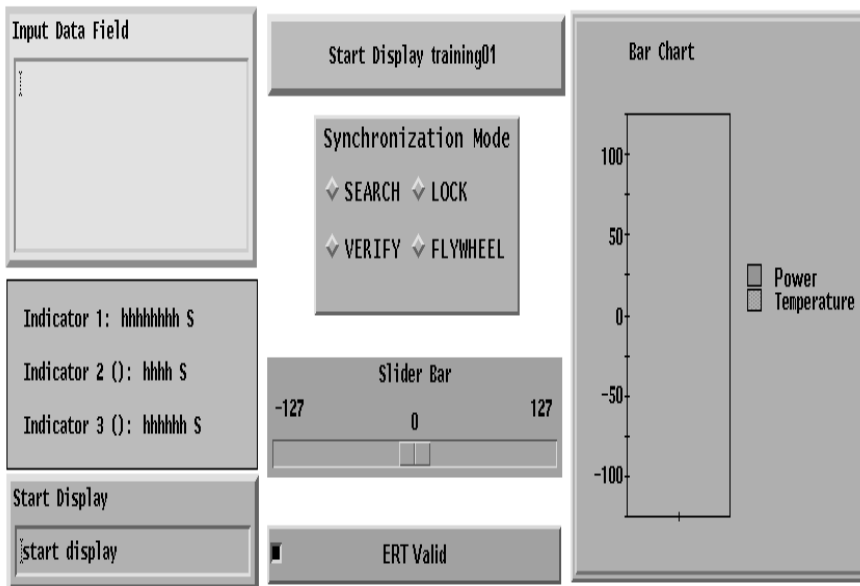 Input Data Field
Start Display training01
Bar Chart
Synchronization Mode
SEARCH LOCK
VERIFY FLYWHEEL
100
50
0
-50
-100
Power
Temperature
Indicator 1: hhhhhhhh S
Indicator 2 (): hhhh S
Indicator 3 (): hhhhhh S
Slider Bar
-127 0 127
Start Display
start display
ERT Valid